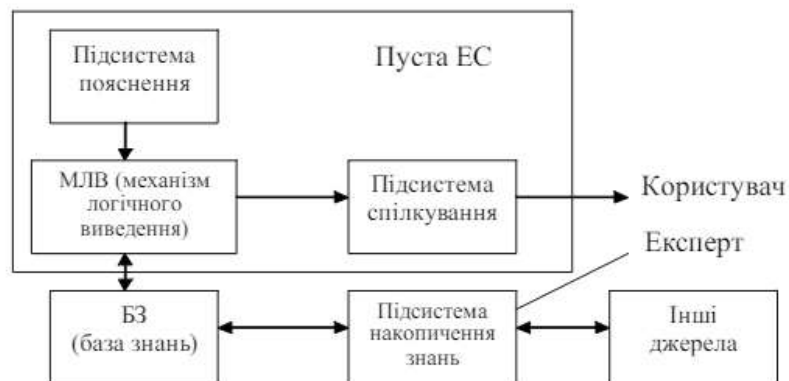 Підсистема
пояснення
Пуста ЕС
МЛВ (механізм
логічного
виведення)
Підсистема
спілкування
Користувач
Експерт
БЗ
(база знань)
Підсистема
накопичення
знань
Інші
джерела